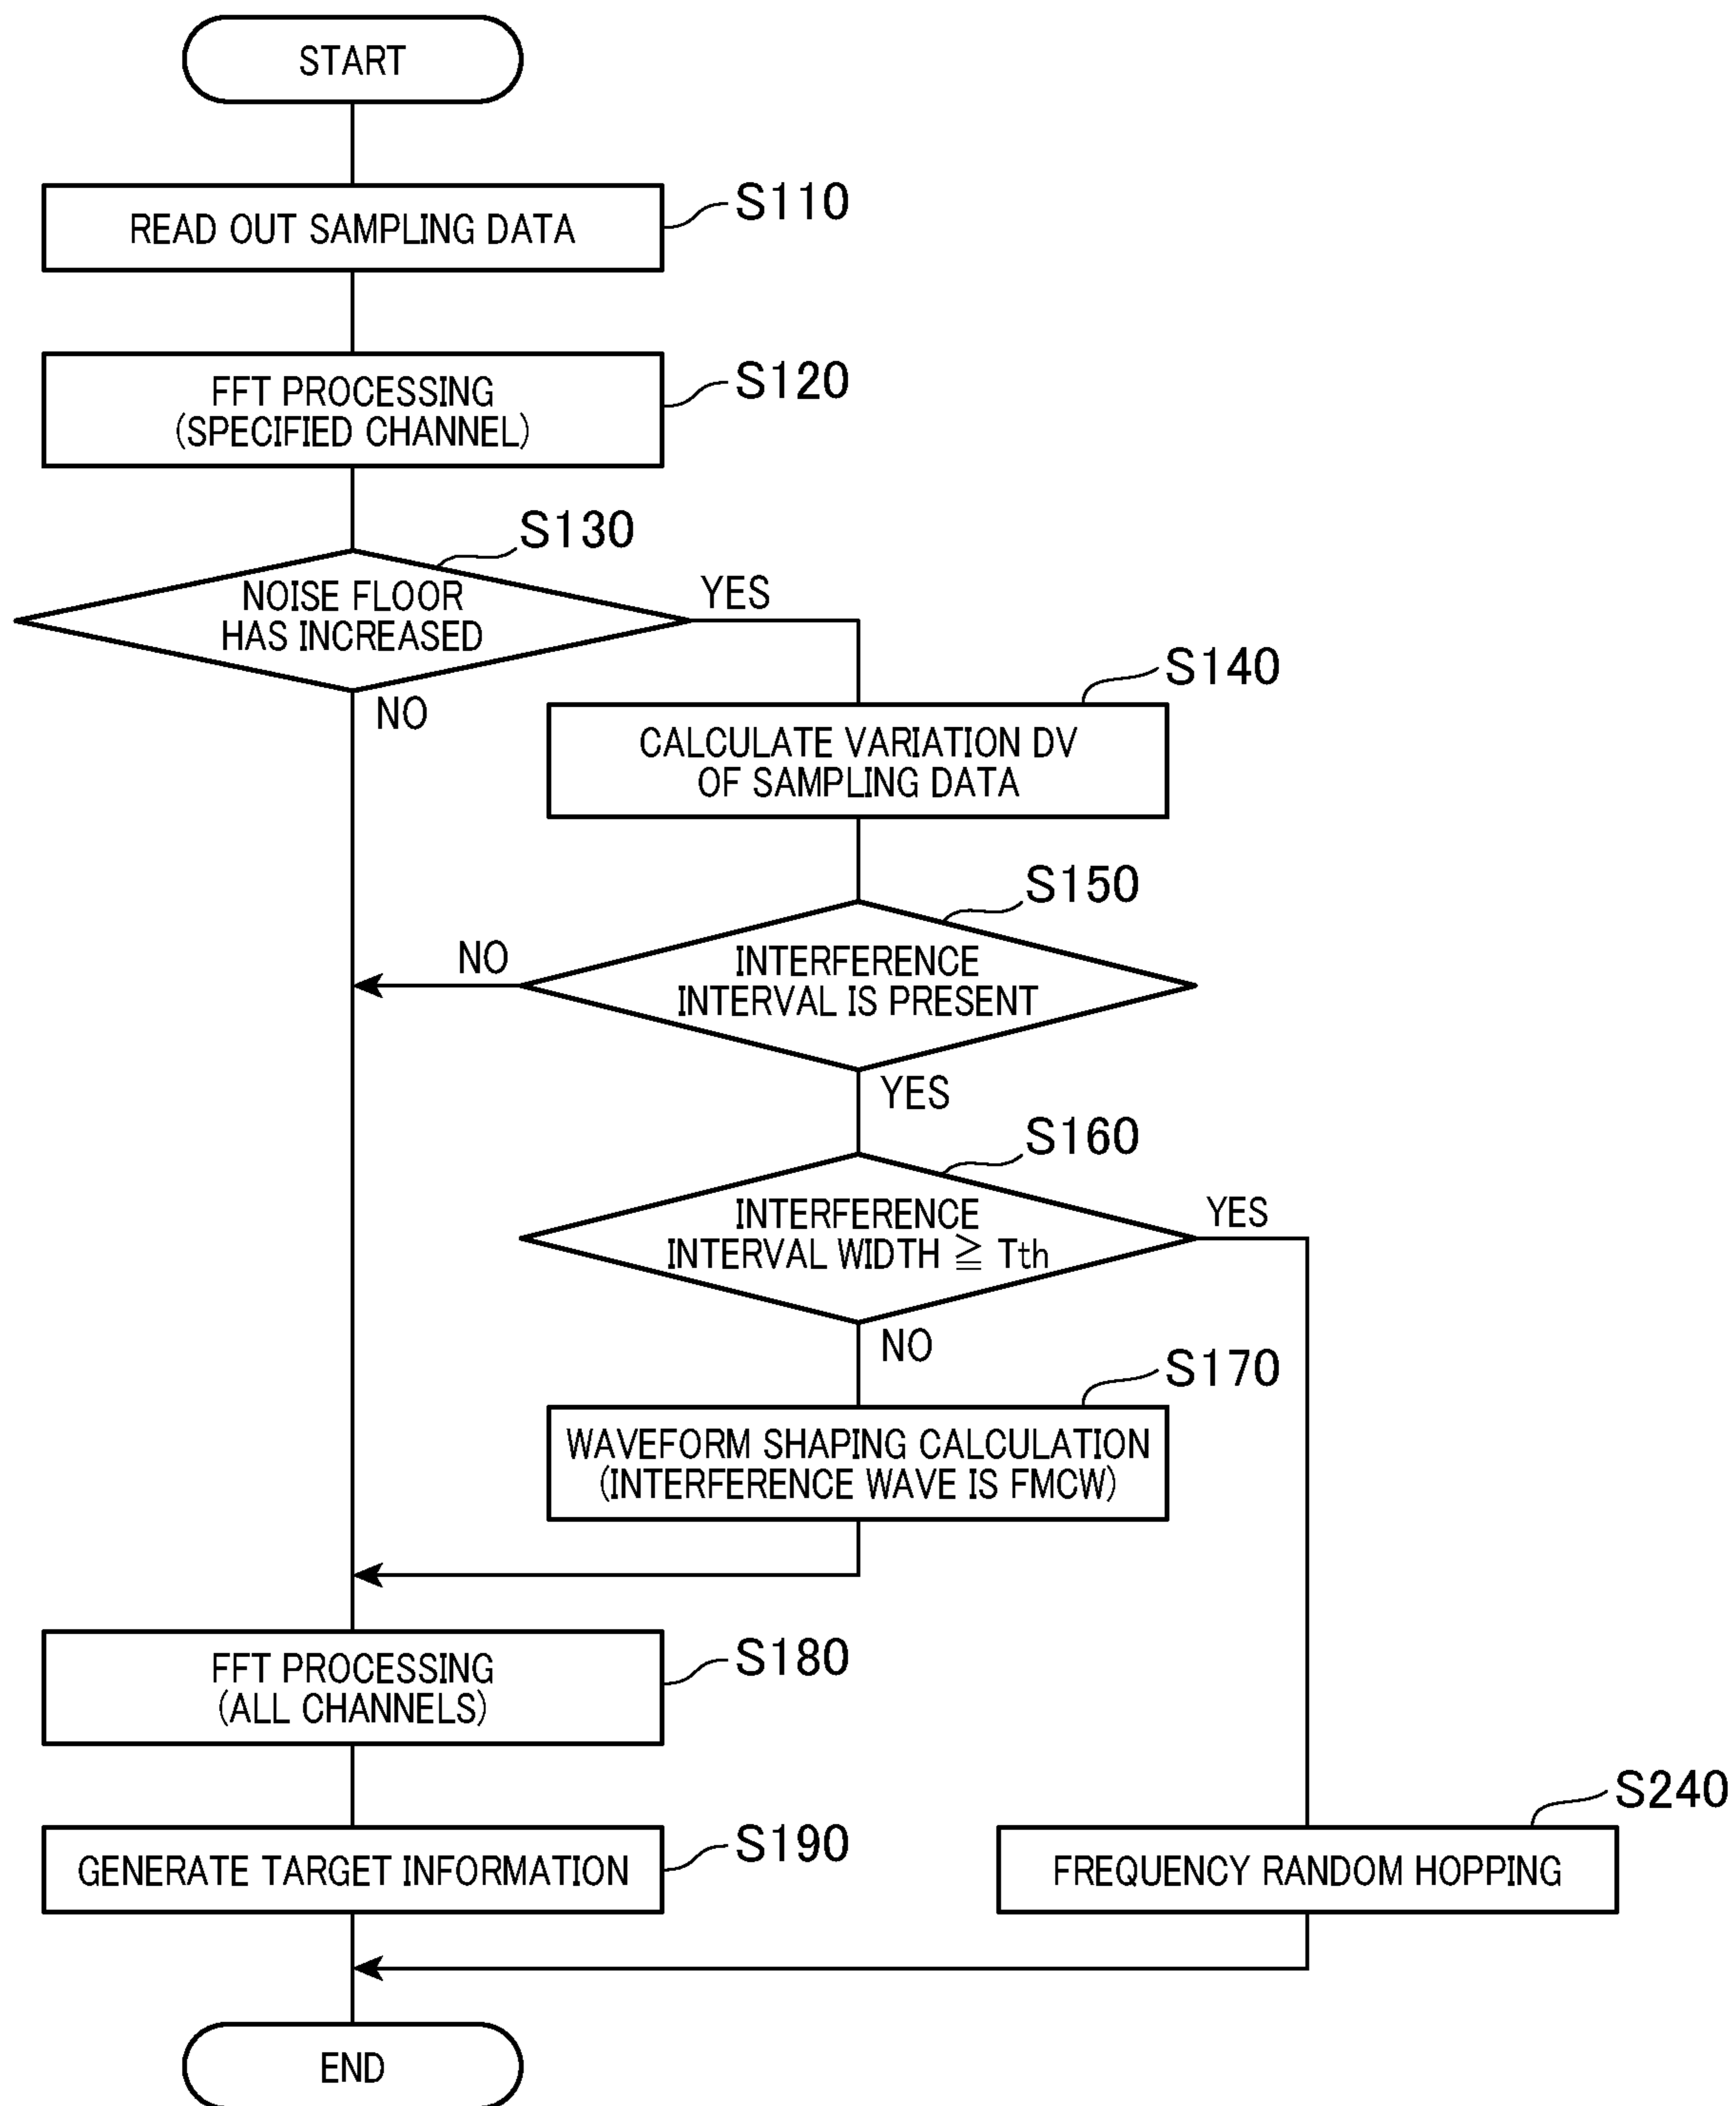 START
READ OUT SAMPLING DATA
S110
FFT PROCESSING
(SPECIFIED CHANNEL)
S120
S130
NOISE FLOOR
HAS INCREASED
YES
NO
S140
CALCULATE VARIATION DV
OF SAMPLING DATA
S150
INTERFERENCE
INTERVAL IS PRESENT
NO
YES
S160
INTERFERENCE
INTERVAL WIDTH ≧ Tth
YES
NO
S170
WAVEFORM SHAPING CALCULATION
(INTERFERENCE WAVE IS FMCW)
FFT PROCESSING
(ALL CHANNELS)
S180
GENERATE TARGET INFORMATION
S190
S240
FREQUENCY RANDOM HOPPING
END